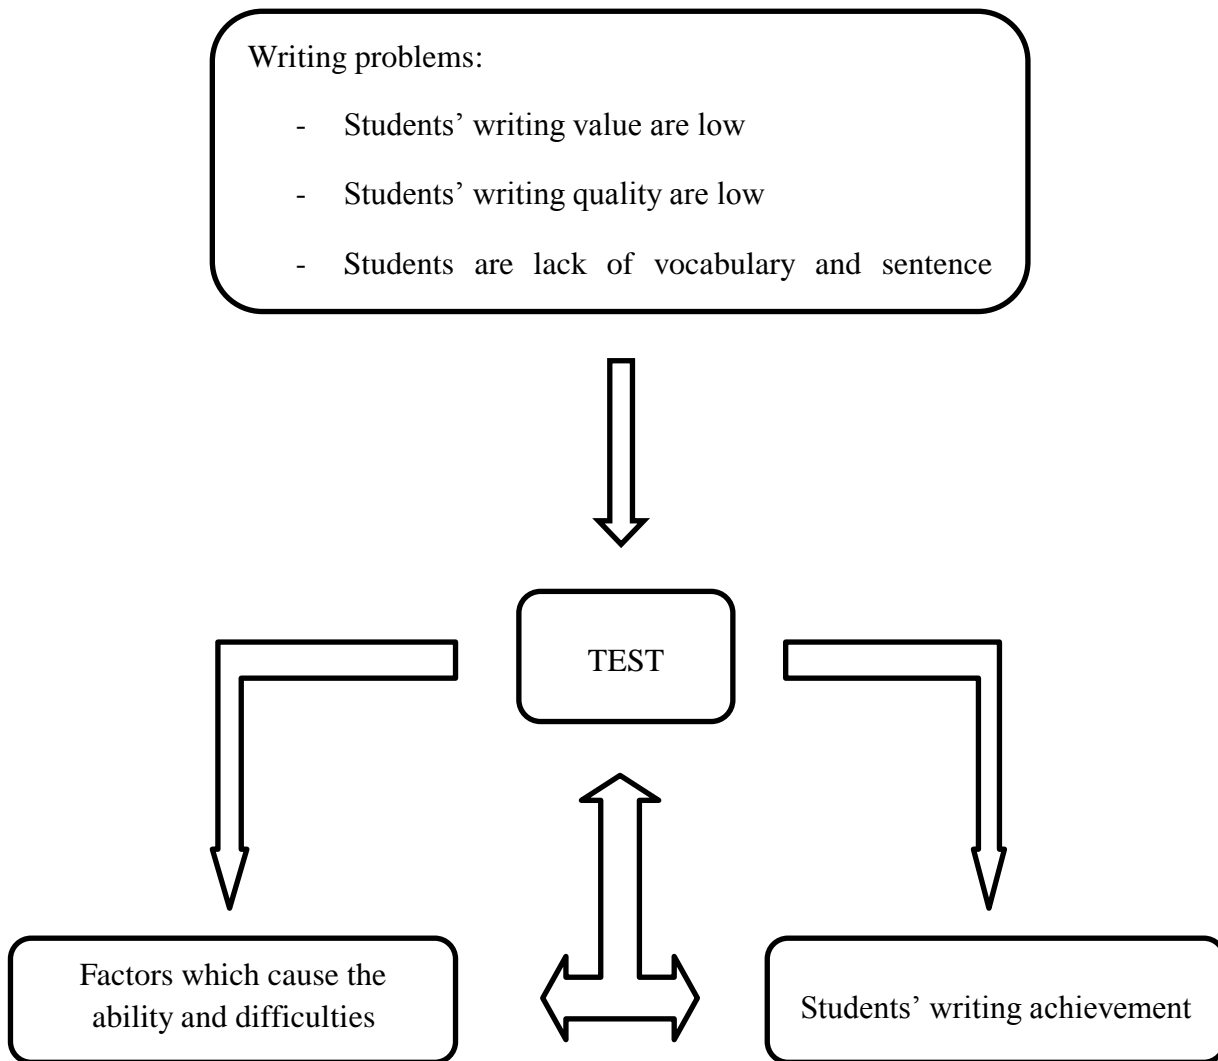 Writing problems:
- Students’ writing value are low
- Students’ writing quality are low
- Students are lack of vocabulary and sentence
TEST
Factors which cause the
ability and difficulties
Students’ writing achievement